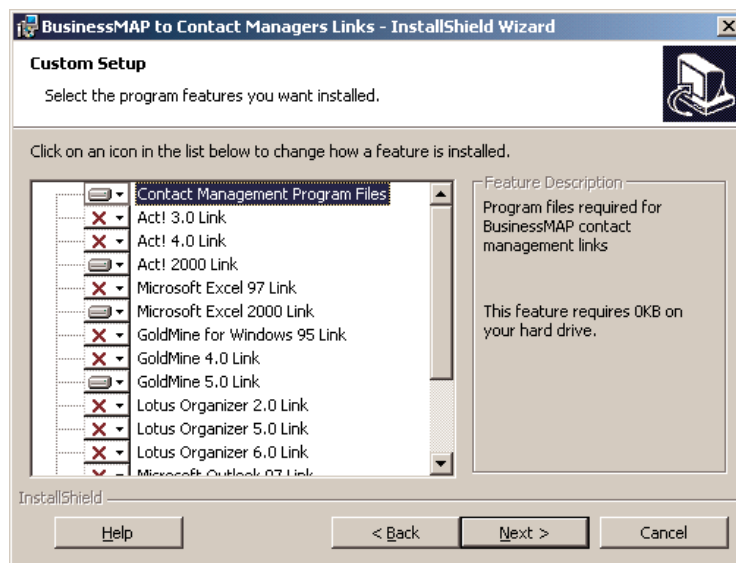 BusinessMAP to Contact Managers Links - InstallShield Wizard
Custom Setup
Select the program features you want installed.
Click on an icon in the list below to change how a feature is installed.
Contact Management Program Files
Act! 3.0 Link
Act! 4.0 Link
Act! 2000 Link
Microsoft Excel 97 Link
Microsoft Excel 2000 Link
GoldMine for Windows 95 Link
GoldMine 4.0 Link
GoldMine 5.0 Link
Lotus Organizer 2.0 Link
Lotus Organizer 5.0 Link
Lotus Organizer 6.0 Link
Microsoft Outlook 97 Link
Feature Description
Program files required for
BusinessMAP contact
management links
This feature requires 0KB on
your hard drive.
InstallShield
Help
< Back
Next >
Cancel